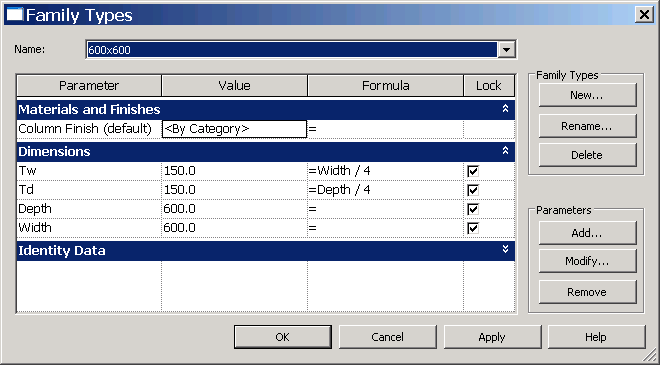 Family Types
Name: 600x600
Parameter Value Formula Lock
Materials and Finishes
Column Finish (default) <By Category> =
Dimensions
Tw 150.0 =Width / 4
Td 150.0 =Depth / 4
Depth 600.0 =
Width 600.0 =
Identity Data
Family Types
New...
Rename...
Delete
Parameters
Add...
Modify...
Remove
OK Cancel Apply Help